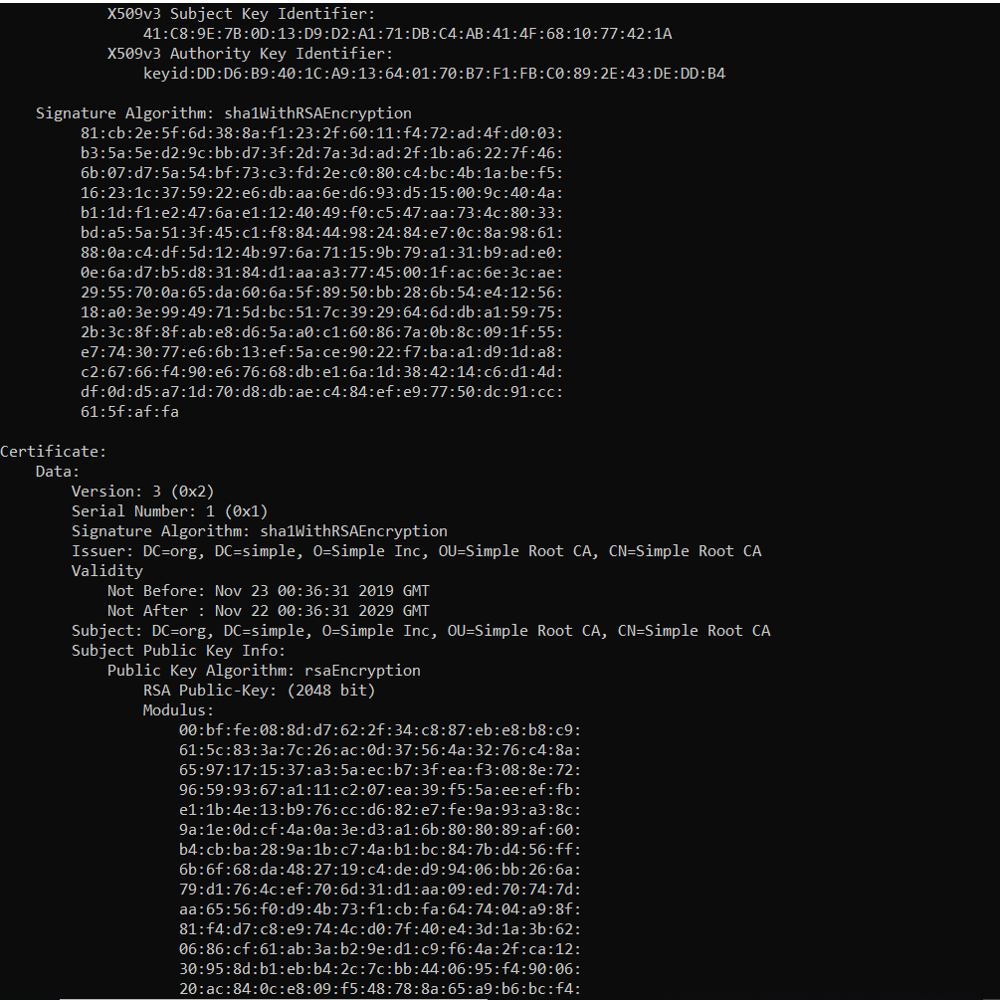 X509v3 Subject Key Identifier:
41:C8:9E:7B:0D:13:D9:D2:A1:71:DB:C4:AB:41:4F:68:10:77:42:1A
X509v3 Authority Key Identifier:
keyid:DD:D6:B9:40:1C:A9:13:64:01:70:B7:F1:FB:C0:89:2E:43:DE:DD:B4
Signature Algorithm: sha1WithRSAEncryption
81:cb:2e:5f:6d:38:8a:f1:23:2f:60:11:f4:72:ad:4f:d0:03:
b3:5a:5e:d2:9c:bb:d7:3f:2d:7a:3d:ad:2f:1b:a6:22:7f:46:
6b:07:d7:5a:54:bf:73:c3:fd:2e:c0:80:c4:bc:4b:1a:be:f5:
16:23:1c:37:59:22:e6:db:aa:6e:d6:93:d5:15:00:9c:40:4a:
b1:1d:f1:e2:47:6a:e1:12:40:49:f0:c5:47:aa:73:4c:80:33:
bd:a5:5a:51:3f:45:c1:f8:84:44:98:24:84:e7:0c:8a:98:61:
88:0a:c4:df:5d:12:4b:97:6a:71:15:9b:79:a1:31:b9:ad:e0:
0e:6a:d7:b5:d8:31:84:d1:aa:a3:77:45:00:1f:ac:6e:3c:ae:
29:55:70:0a:65:da:60:6a:5f:89:50:bb:28:6b:54:e4:12:56:
18:a0:3e:99:49:71:5d:bc:51:7c:39:29:64:6d:db:a1:59:75:
2b:3c:8f:8f:ab:e8:d6:5a:a0:c1:60:86:7a:0b:8c:09:1f:55:
e7:74:30:77:e6:6b:13:ef:5a:ce:90:22:f7:ba:a1:d9:1d:a8:
c2:67:66:f4:90:e6:76:68:db:e1:6a:1d:38:42:14:c6:d1:4d:
df:0d:d5:a7:1d:70:d8:db:ae:c4:84:ef:e9:77:50:dc:91:cc:
61:5f:af:fa
Certificate:
Data:
Version: 3 (0x2)
Serial Number: 1 (0x1)
Signature Algorithm: sha1WithRSAEncryption
Issuer: DC=org, DC=simple, O=Simple Inc, OU=Simple Root CA, CN=Simple Root CA
Validity
Not Before: Nov 23 00:36:31 2019 GMT
Not After : Nov 22 00:36:31 2029 GMT
Subject: DC=org, DC=simple, O=Simple Inc, OU=Simple Root CA, CN=Simple Root CA
Subject Public Key Info:
Public Key Algorithm: rsaEncryption
RSA Public-Key: (2048 bit)
Modulus:
00:bf:fe:08:8d:d7:62:2f:34:c8:87:eb:e8:b8:c9:
61:5c:83:3a:7c:26:ac:0d:37:56:4a:32:76:c4:8a:
65:97:17:15:37:a3:5a:ec:b7:3f:ea:f3:08:8e:72:
96:59:93:67:a1:11:c2:07:ea:39:f5:5a:ee:ef:fb:
e1:1b:4e:13:b9:76:cc:d6:82:e7:fe:9a:93:a3:8c:
9a:1e:0d:cf:4a:0a:3e:d3:a1:6b:80:80:89:af:60:
b4:cb:ba:28:9a:1b:c7:4a:b1:bc:84:7b:d4:56:ff:
6b:6f:68:da:48:27:19:c4:de:d9:94:06:bb:26:6a:
79:d1:76:4c:ef:70:6d:31:d1:aa:09:ed:70:74:7d:
aa:65:56:f0:d9:4b:73:f1:cb:fa:64:74:04:a9:8f:
81:f4:d7:c8:e9:74:4c:d0:7f:40:e4:3d:1a:3b:62:
06:86:cf:61:ab:3a:b2:9e:d1:c9:f6:4a:2f:ca:12:
30:95:8d:b1:eb:b4:2c:7c:bb:44:06:95:f4:90:06:
20:ac:84:0c:e8:09:f5:48:78:8a:65:a9:b6:bc:f4: